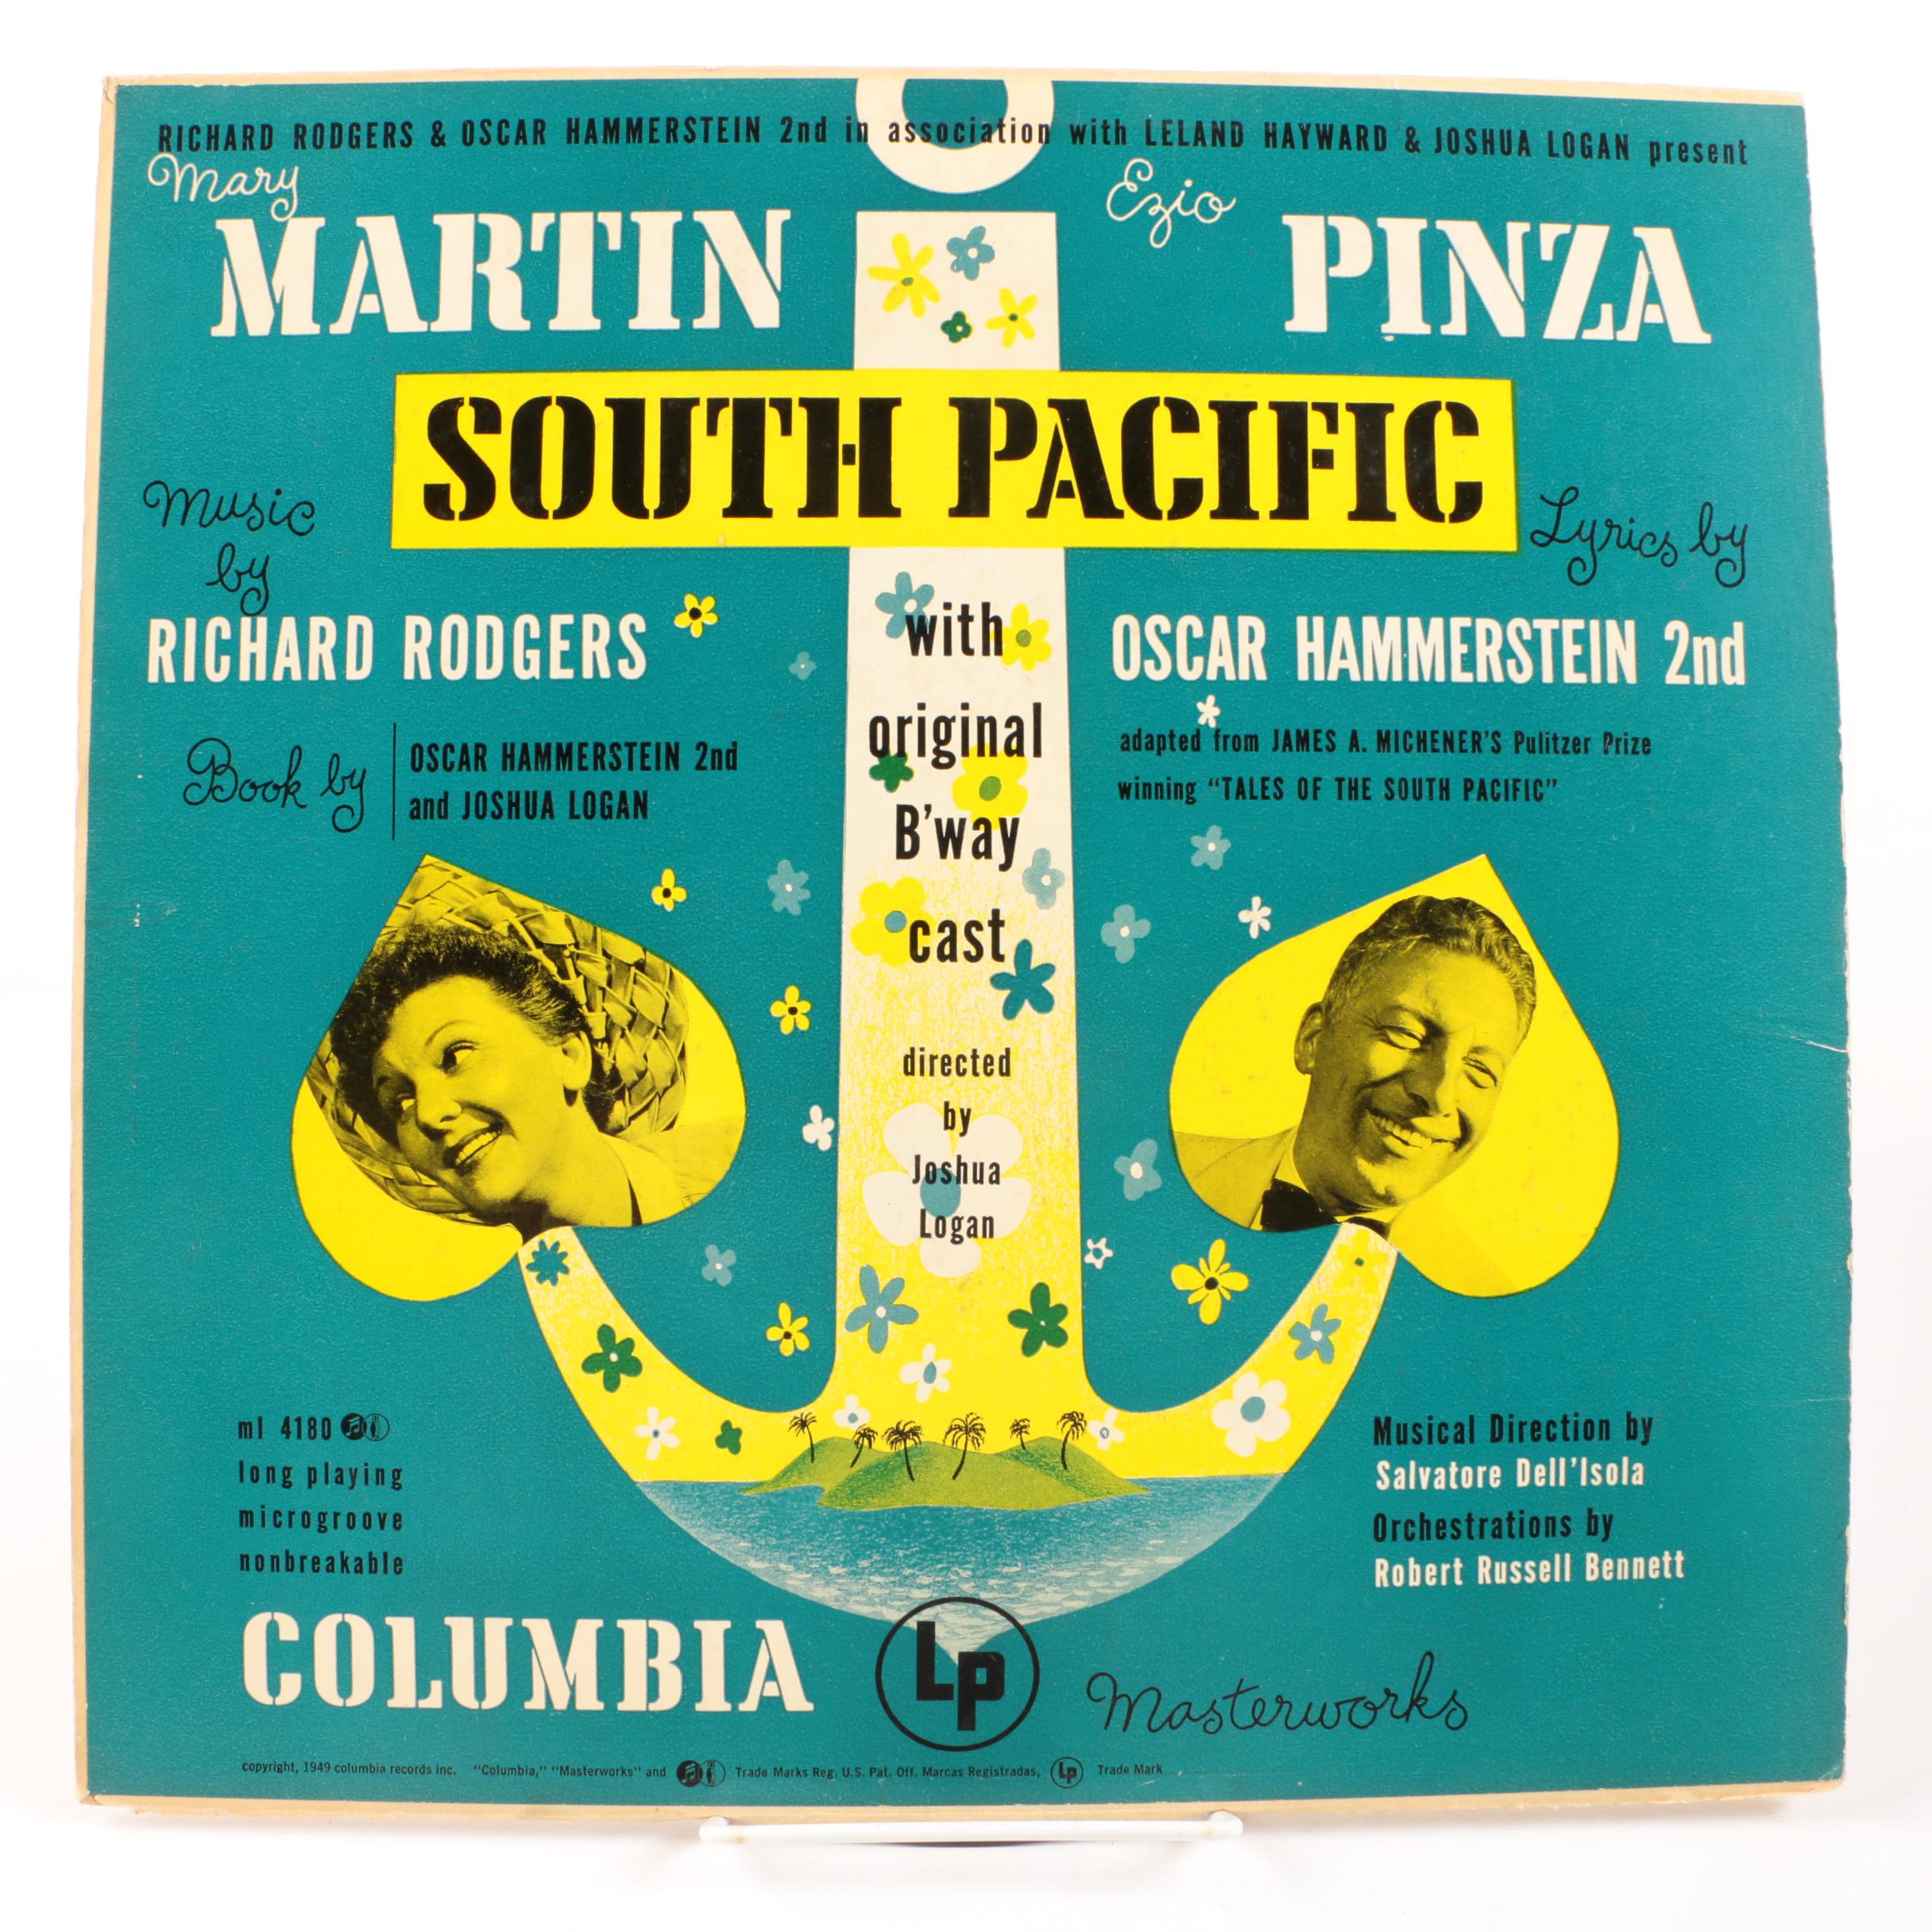 RICHARD RODGERS & OSCAR HAMMERSTEIN 2nd in association with LELAND HAYWARD & JOSHUA LOGAN present
Mary
MARTIN
Ezio
PINZA
SOUTH PACIFIC
Music
by
RICHARD RODGERS
Lyrics by
OSCAR HAMMERSTEIN 2nd
Book by
OSCAR HAMMERSTEIN 2nd
and JOSHUA LOGAN
adapted from JAMES A. MICHENER'S Pulitzer Prize
winning "TALES OF THE SOUTH PACIFIC"
with
original
B'way
cast
directed
by
Joshua
Logan
ml 4180
long playing
microgroove
nonbreakable
Musical Direction by
Salvatore Dell'Isola
Orchestrations by
Robert Russell Bennett
COLUMBIA
Lp
Masterworks
copyright, 1949 columbia records inc. "Columbia," "Masterworks" and Trade Marks Reg. U.S. Pat. Off. Marcas Registradas, Lp Trade Mark